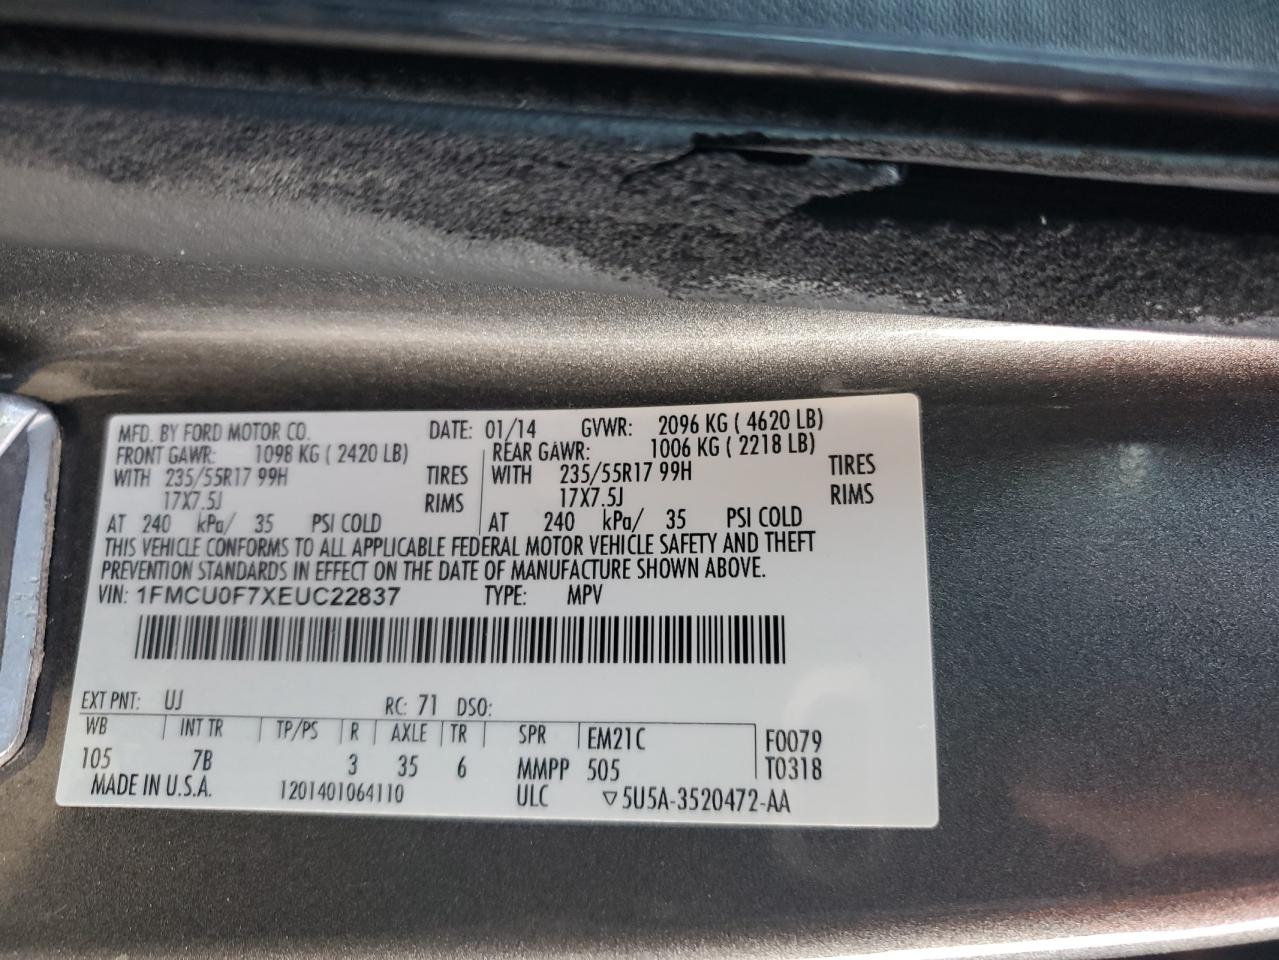 MFD. BY FORD MOTOR CO. DATE: 01/14 GVWR: 2096 KG ( 4620 LB)
FRONT GAWR: 1098 KG ( 2420 LB) REAR GAWR: 1006 KG ( 2218 LB)
WITH 235/55R17 99H TIRES WITH 235/55R17 99H TIRES
17X7.5J RIMS 17X7.5J RIMS
AT 240 kPa/ 35 PSI COLD AT 240 kPa/ 35 PSI COLD
THIS VEHICLE CONFORMS TO ALL APPLICABLE FEDERAL MOTOR VEHICLE SAFETY AND THEFT
PREVENTION STANDARDS IN EFFECT ON THE DATE OF MANUFACTURE SHOWN ABOVE.
VIN: 1FMCU0F7XEUC22837 TYPE: MPV
EXT PNT: UJ RC: 71 DSO:
WB INT TR TP/PS R AXLE TR SPR EM21C F0079
105 7B 3 35 6 MMPP 505 T0318
MADE IN U.S.A. 1201401064110 ULC ▽5U5A-3520472-AA